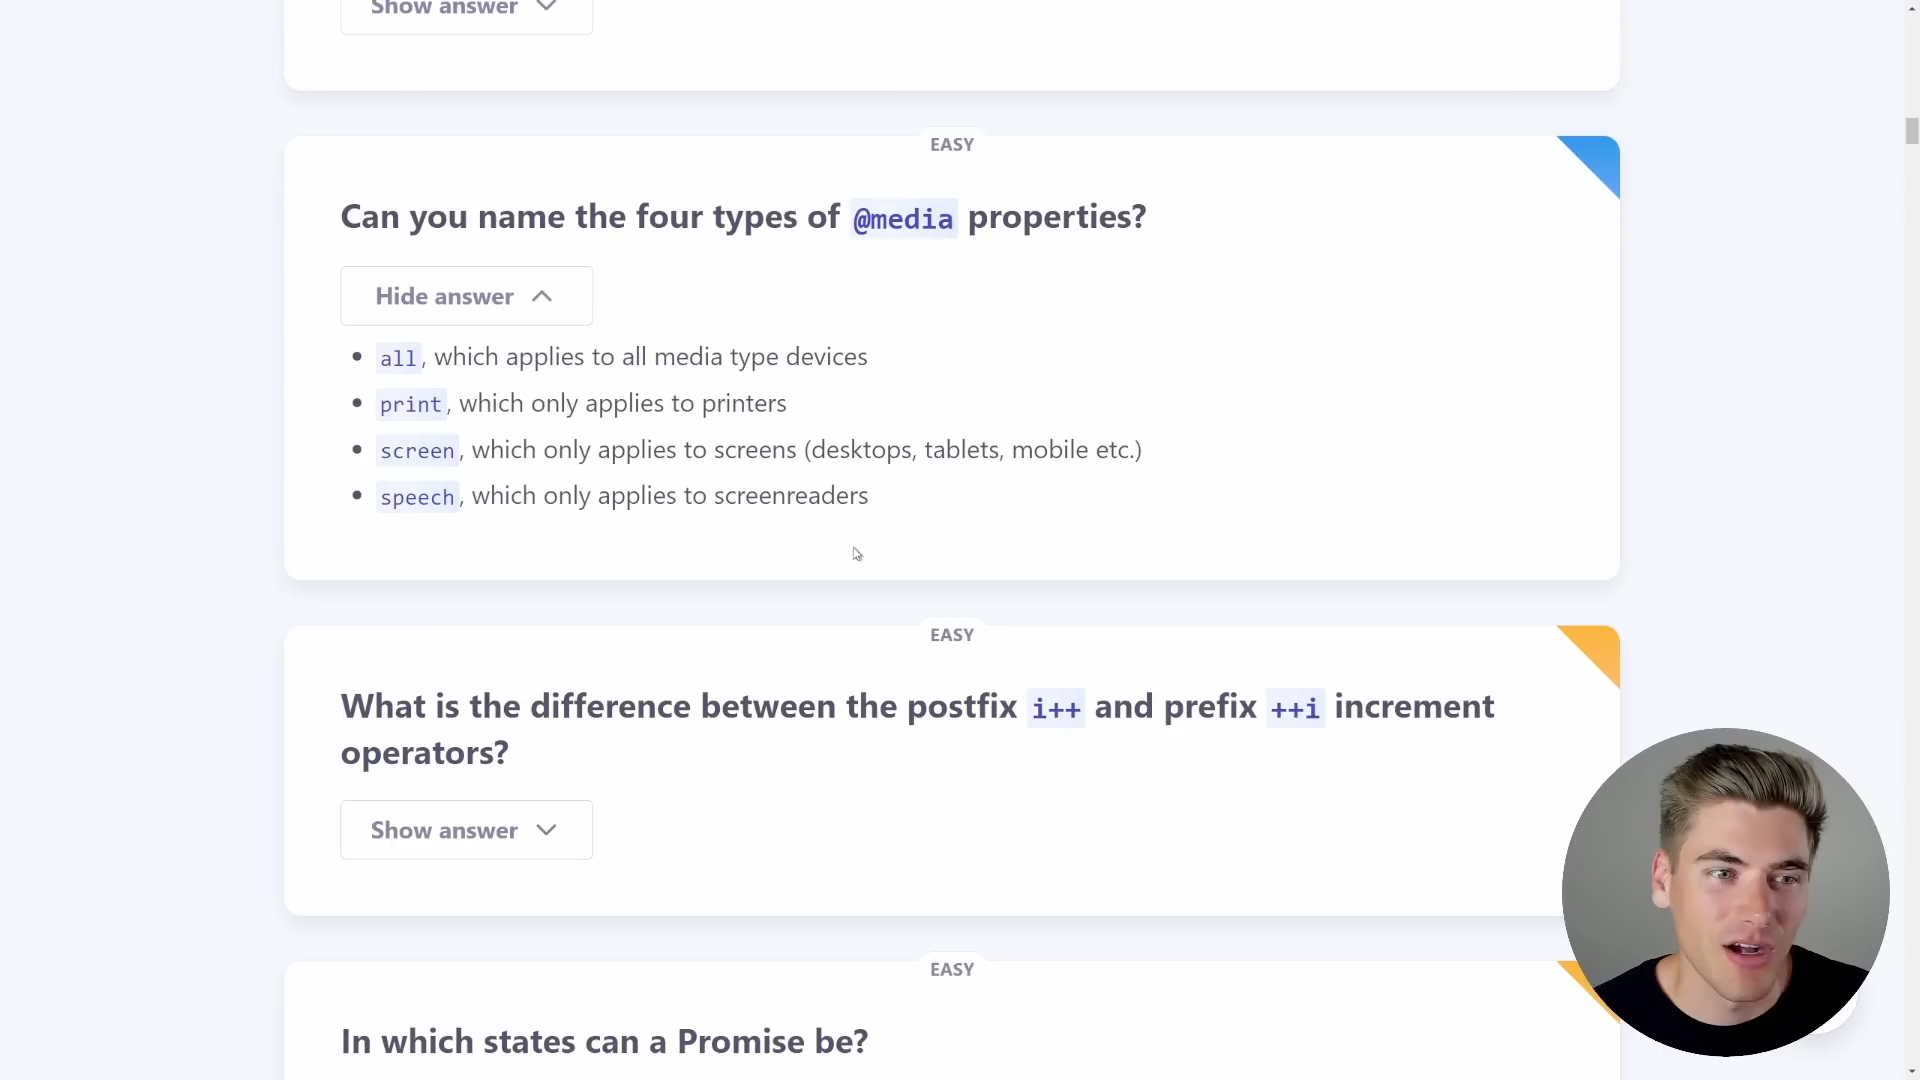 Show answer
EASY
Can you name the four types of @media properties?
Hide answer
all, which applies to all media type devices
print, which only applies to printers
screen, which only applies to screens (desktops, tablets, mobile etc.)
speech, which only applies to screenreaders
EASY
What is the difference between the postfix i++ and prefix ++i increment
operators?
Show answer
EASY
In which states can a Promise be?